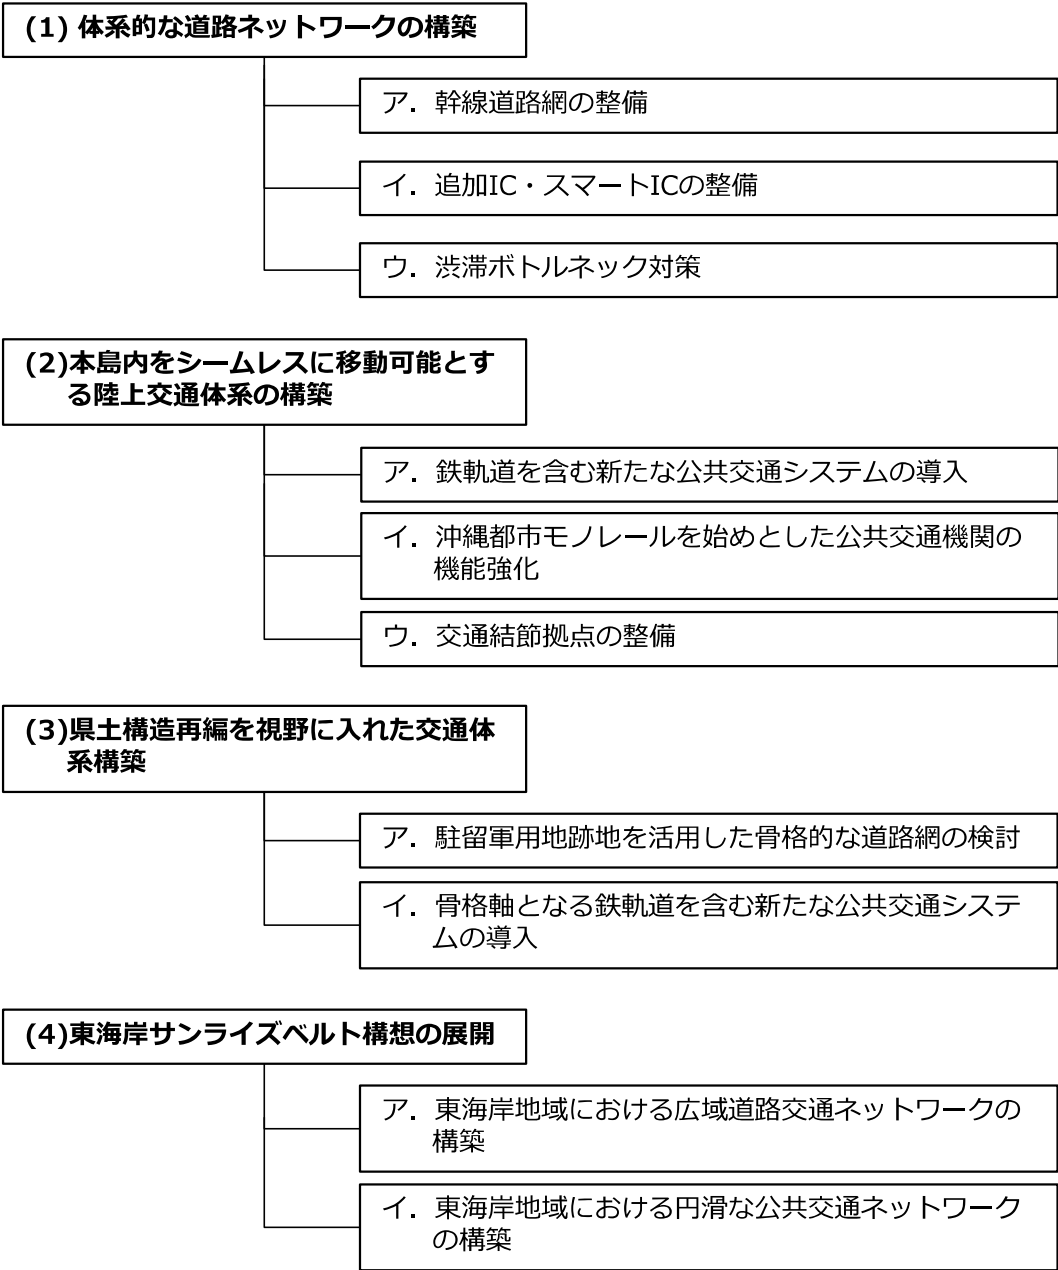 (1) 体系的な道路ネットワークの構築
ア．幹線道路網の整備
イ．追加IC・スマートICの整備
ウ．渋滞ボトルネック対策
(2)本島内をシームレスに移動可能とす
る陸上交通体系の構築
ア．鉄軌道を含む新たな公共交通システムの導入
イ．沖縄都市モノレールを始めとした公共交通機関の
機能強化
ウ．交通結節拠点の整備
(3)県土構造再編を視野に入れた交通体
系構築
ア．駐留軍用地跡地を活用した骨格的な道路網の検討
イ．骨格軸となる鉄軌道を含む新たな公共交通システ
ムの導入
(4)東海岸サンライズベルト構想の展開
ア．東海岸地域における広域道路交通ネットワークの
構築
イ．東海岸地域における円滑な公共交通ネットワーク
の構築